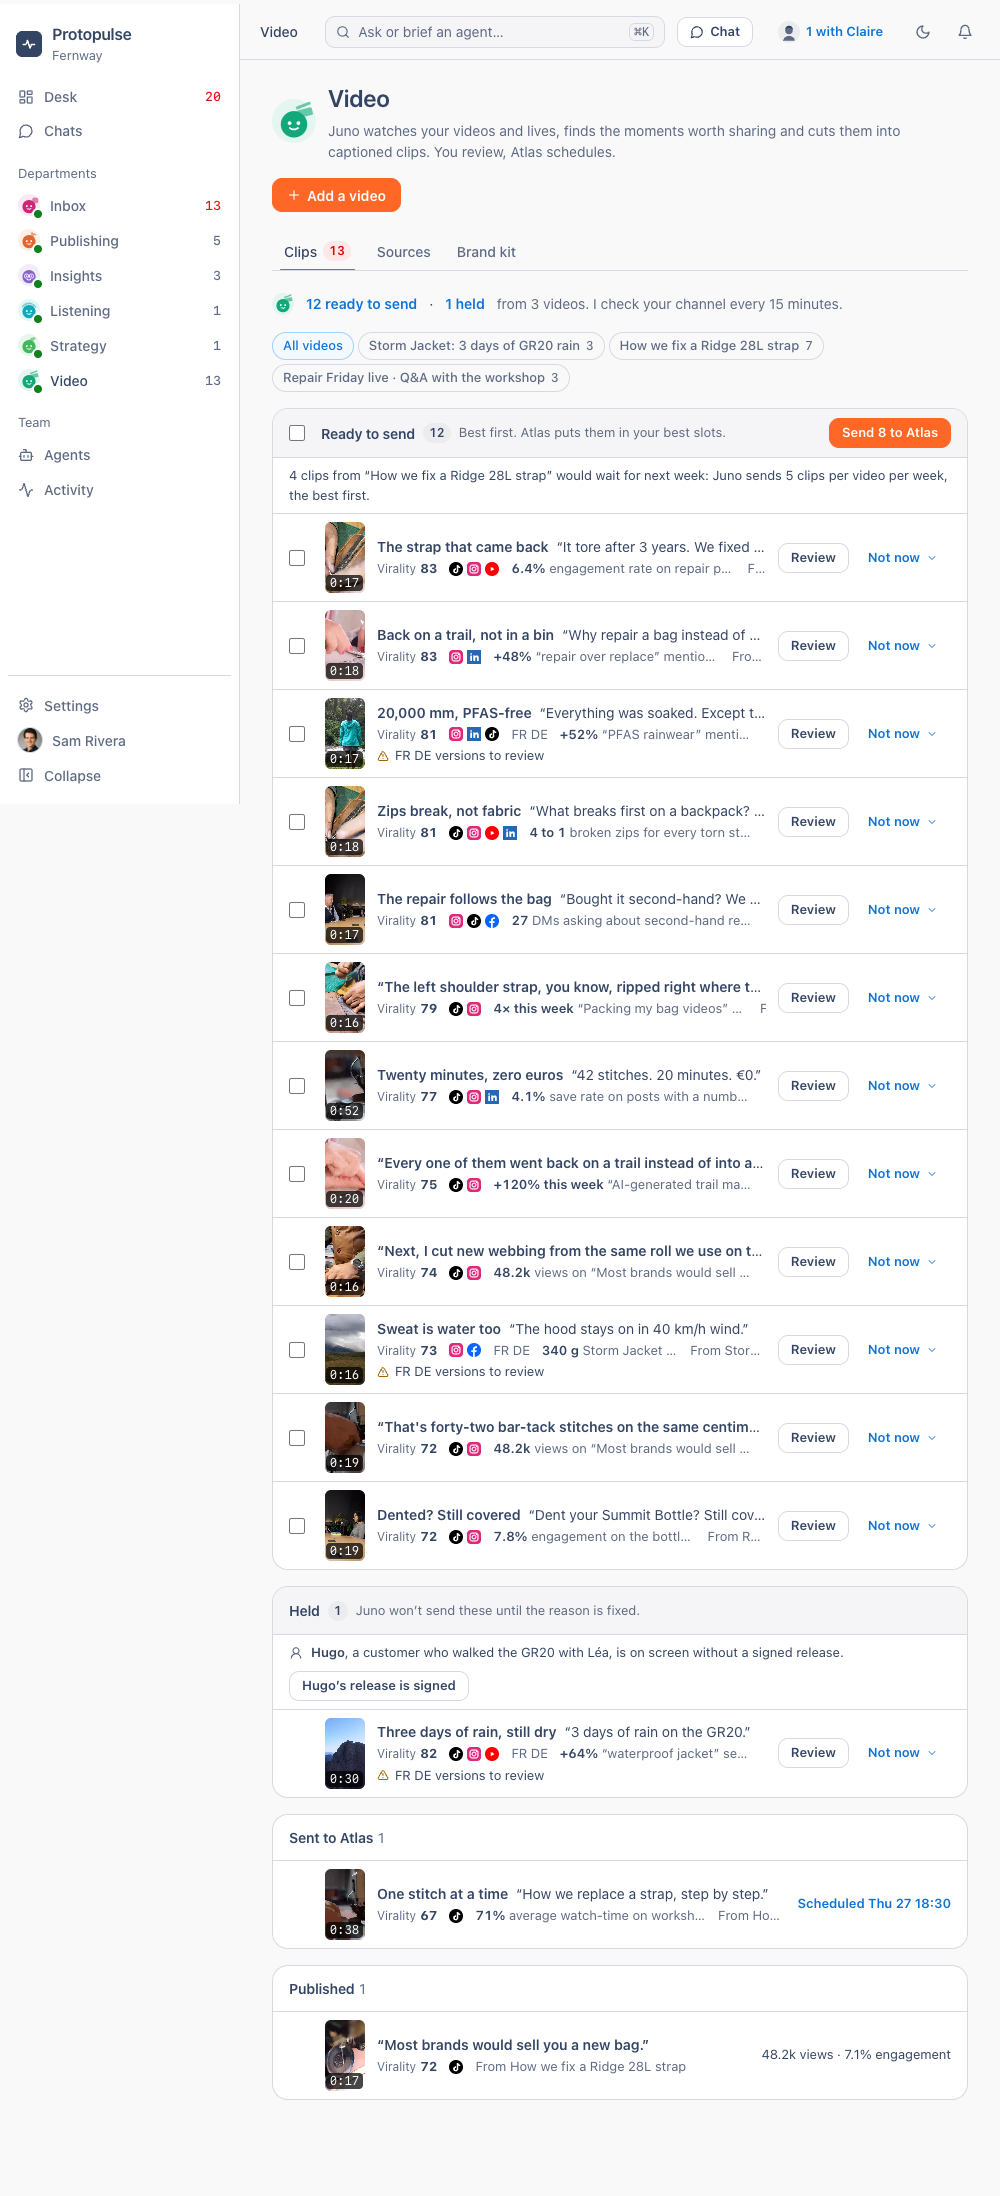 Protopulse
Fernway
Desk 20
Chats
Departments
Inbox 13
Publishing 5
Insights 3
Listening 1
Strategy 1
Video 13
Team
Agents
Activity
Settings
Sam Rivera
Collapse
Video
Ask or brief an agent… ⌘K
Chat
1 with Claire
Video
Juno watches your videos and lives, finds the moments worth sharing and cuts them into
captioned clips. You review, Atlas schedules.
+ Add a video
Clips 13 Sources Brand kit
12 ready to send · 1 held from 3 videos. I check your channel every 15 minutes.
All videos Storm Jacket: 3 days of GR20 rain 3 How we fix a Ridge 28L strap 7
Repair Friday live · Q&A with the workshop 3
Ready to send 12 Best first. Atlas puts them in your best slots. Send 8 to Atlas
4 clips from “How we fix a Ridge 28L strap” would wait for next week: Juno sends 5 clips per video per week,
the best first.
The strap that came back “It tore after 3 years. We fixed …
Virality 83 6.4% engagement rate on repair p… F…
0:17
Review Not now
Back on a trail, not in a bin “Why repair a bag instead of …
Virality 83 +48% “repair over replace” mentio… Fro…
0:18
Review Not now
20,000 mm, PFAS-free “Everything was soaked. Except t…
Virality 81 FR DE +52% “PFAS rainwear” menti…
FR DE versions to review
0:17
Review Not now
Zips break, not fabric “What breaks first on a backpack? …
Virality 81 4 to 1 broken zips for every torn st…
0:18
Review Not now
The repair follows the bag “Bought it second-hand? We …
Virality 81 27 DMs asking about second-hand re…
0:17
Review Not now
“The left shoulder strap, you know, ripped right where t…
Virality 79 4× this week “Packing my bag videos” … F
0:16
Review Not now
Twenty minutes, zero euros “42 stitches. 20 minutes. €0.”
Virality 77 4.1% save rate on posts with a numb…
0:52
Review Not now
“Every one of them went back on a trail instead of into a…
Virality 75 +120% this week “AI-generated trail ma…
0:20
Review Not now
“Next, I cut new webbing from the same roll we use on t…
Virality 74 48.2k views on “Most brands would sell …
0:16
Review Not now
Sweat is water too “The hood stays on in 40 km/h wind.”
Virality 73 FR DE 340 g Storm Jacket … From Stor…
FR DE versions to review
0:16
Review Not now
“That's forty-two bar-tack stitches on the same centim…
Virality 72 48.2k views on “Most brands would sell …
0:19
Review Not now
Dented? Still covered “Dent your Summit Bottle? Still cov…
Virality 72 7.8% engagement on the bottl… From R…
0:19
Review Not now
Held 1 Juno won’t send these until the reason is fixed.
Hugo, a customer who walked the GR20 with Léa, is on screen without a signed release.
Hugo’s release is signed
Three days of rain, still dry “3 days of rain on the GR20.”
Virality 82 FR DE +64% “waterproof jacket” se…
FR DE versions to review
0:30
Review Not now
Sent to Atlas 1
One stitch at a time “How we replace a strap, step by step.”
Virality 67 71% average watch-time on worksh… From Ho…
0:38
Scheduled Thu 27 18:30
Published 1
“Most brands would sell you a new bag.”
Virality 72 From How we fix a Ridge 28L strap
0:17
48.2k views · 7.1% engagement